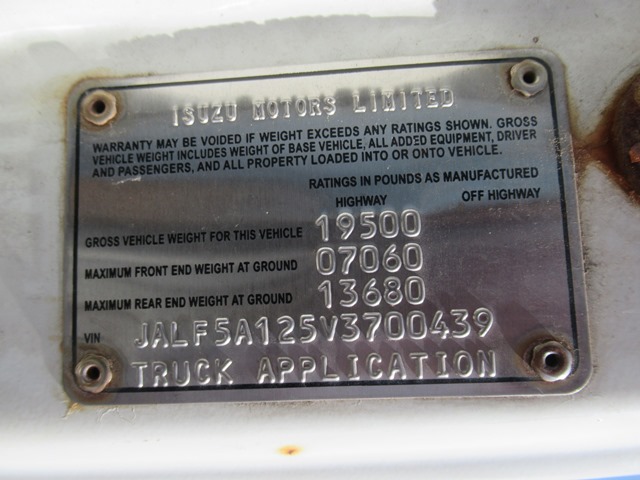 ISUZU MOTORS LIMITED
WARRANTY MAY BE VOIDED IF WEIGHT EXCEEDS ANY RATINGS SHOWN. GROSS
VEHICLE WEIGHT INCLUDES WEIGHT OF BASE VEHICLE, ALL ADDED EQUIPMENT, DRIVER
AND PASSENGERS, AND ALL PROPERTY LOADED INTO OR ONTO VEHICLE.
RATINGS IN POUNDS AS MANUFACTURED
HIGHWAY OFF HIGHWAY
GROSS VEHICLE WEIGHT FOR THIS VEHICLE 19500
MAXIMUM FRONT END WEIGHT AT GROUND 07060
MAXIMUM REAR END WEIGHT AT GROUND 13680
VIN JALF5A125V3700439
TRUCK APPLICATION